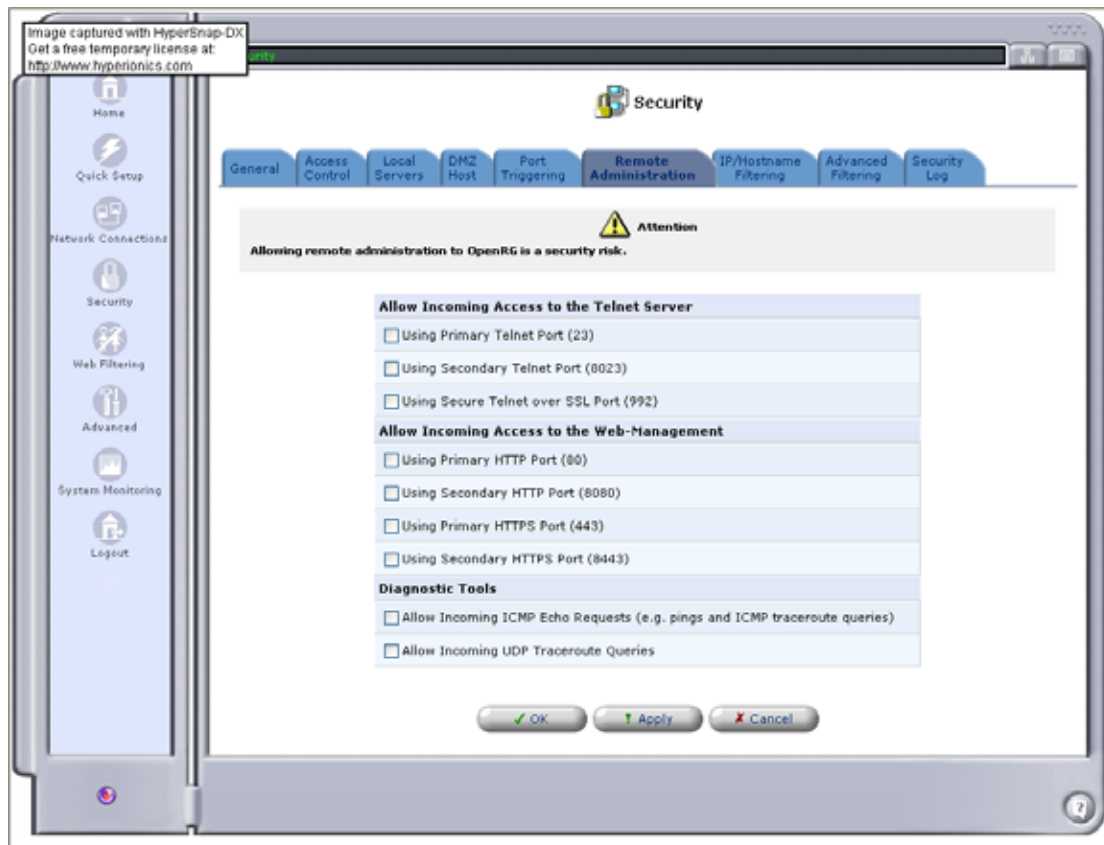 Image captured with HyperSnap-DX
Get a free temporary license at:
http://www.hyperionics.com
urity
Home
Quick Setup
Network Connections
Security
Web Filtering
Advanced
System Monitoring
Logout
Security
General
Access Control
Local Servers
DMZ Host
Port Triggering
Remote Administration
IP/Hostname Filtering
Advanced Filtering
Security Log
Attention
Allowing remote administration to OpenRG is a security risk.
Allow Incoming Access to the Telnet Server
Using Primary Telnet Port (23)
Using Secondary Telnet Port (8023)
Using Secure Telnet over SSL Port (992)
Allow Incoming Access to the Web-Management
Using Primary HTTP Port (80)
Using Secondary HTTP Port (8080)
Using Primary HTTPS Port (443)
Using Secondary HTTPS Port (8443)
Diagnostic Tools
Allow Incoming ICMP Echo Requests (e.g. pings and ICMP traceroute queries)
Allow Incoming UDP Traceroute Queries
OK
Apply
Cancel
?